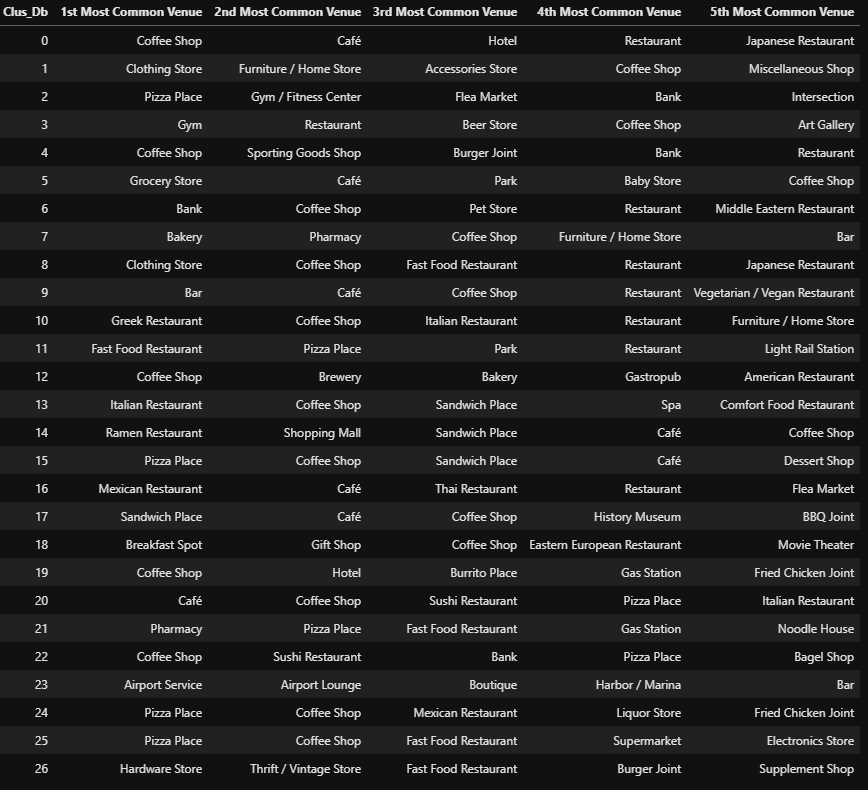 Clus_Db 1st Most Common Venue 2nd Most Common Venue 3rd Most Common Venue 4th Most Common Venue 5th Most Common Venue
0 Coffee Shop Café Hotel Restaurant Japanese Restaurant
1 Clothing Store Furniture / Home Store Accessories Store Coffee Shop Miscellaneous Shop
2 Pizza Place Gym / Fitness Center Flea Market Bank Intersection
3 Gym Restaurant Beer Store Coffee Shop Art Gallery
4 Coffee Shop Sporting Goods Shop Burger Joint Bank Restaurant
5 Grocery Store Café Park Baby Store Coffee Shop
6 Bank Coffee Shop Pet Store Restaurant Middle Eastern Restaurant
7 Bakery Pharmacy Coffee Shop Furniture / Home Store Bar
8 Clothing Store Coffee Shop Fast Food Restaurant Restaurant Japanese Restaurant
9 Bar Café Coffee Shop Restaurant Vegetarian / Vegan Restaurant
10 Greek Restaurant Coffee Shop Italian Restaurant Restaurant Furniture / Home Store
11 Fast Food Restaurant Pizza Place Park Restaurant Light Rail Station
12 Coffee Shop Brewery Bakery Gastropub American Restaurant
13 Italian Restaurant Coffee Shop Sandwich Place Spa Comfort Food Restaurant
14 Ramen Restaurant Shopping Mall Sandwich Place Café Coffee Shop
15 Pizza Place Coffee Shop Sandwich Place Café Dessert Shop
16 Mexican Restaurant Café Thai Restaurant Restaurant Flea Market
17 Sandwich Place Café Coffee Shop History Museum BBQ Joint
18 Breakfast Spot Gift Shop Coffee Shop Eastern European Restaurant Movie Theater
19 Coffee Shop Hotel Burrito Place Gas Station Fried Chicken Joint
20 Café Coffee Shop Sushi Restaurant Pizza Place Italian Restaurant
21 Pharmacy Pizza Place Fast Food Restaurant Gas Station Noodle House
22 Coffee Shop Sushi Restaurant Bank Pizza Place Bagel Shop
23 Airport Service Airport Lounge Boutique Harbor / Marina Bar
24 Pizza Place Coffee Shop Mexican Restaurant Liquor Store Fried Chicken Joint
25 Pizza Place Coffee Shop Fast Food Restaurant Supermarket Electronics Store
26 Hardware Store Thrift / Vintage Store Fast Food Restaurant Burger Joint Supplement Shop